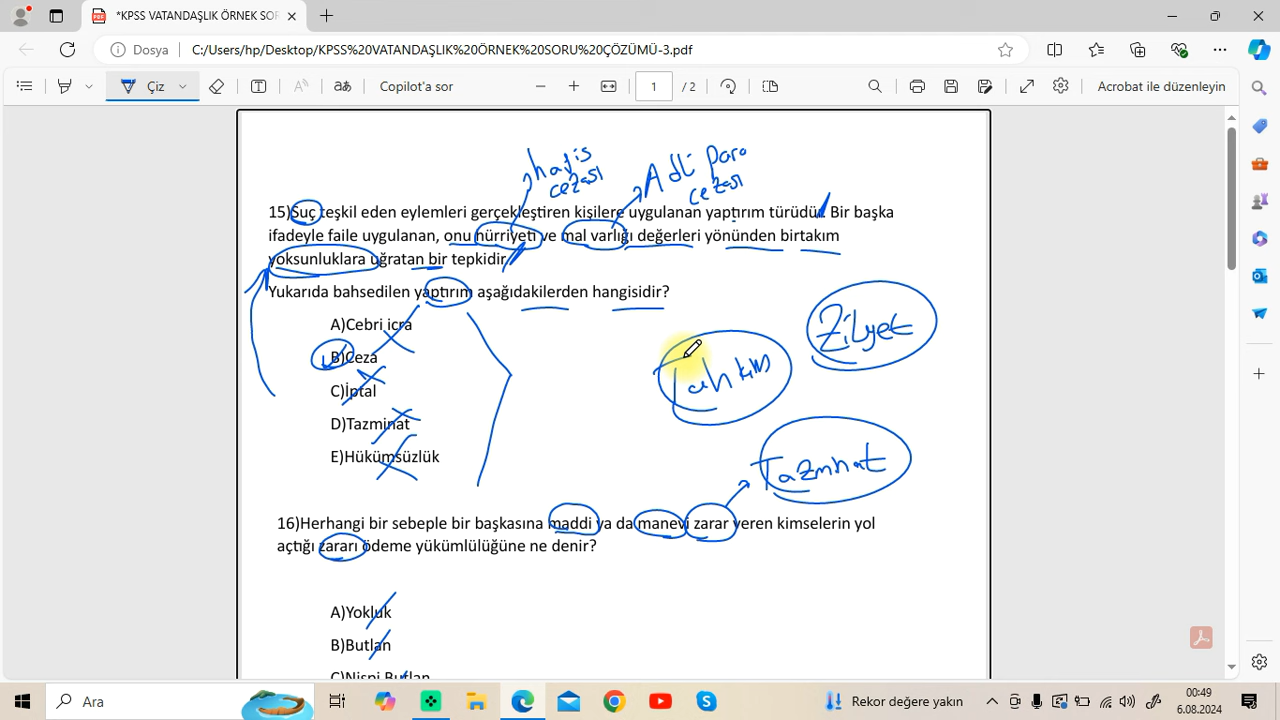 *KPSS VATANDAŞLIK ÖRNEK SOR
Dosya C:/Users/hp/Desktop/KPSS%20VATANDAŞLIK%20ÖRNEK%20SORU%20ÇÖZÜMÜ-3.pdf
Çiz
Copilot'a sor
1 / 2
Acrobat ile düzenleyin
hapis cezası
Adli para cezası
15)Suç teşkil eden eylemleri gerçekleştiren kişilere uygulanan yaptırım türüdür. Bir başka
ifadeyle faile uygulanan, onu hürriyeti ve mal varlığı değerleri yönünden birtakım
yoksunluklara uğratan bir tepkidir.
Yukarıda bahsedilen yaptırım aşağıdakilerden hangisidir?
A)Cebri icra
B)Ceza
C)İptal
D)Tazminat
E)Hükümsüzlük
Zilyet
Tahkim
Tazminat
16)Herhangi bir sebeple bir başkasına maddi ya da manevi zarar veren kimselerin yol
açtığı zararı ödeme yükümlülüğüne ne denir?
A)Yokluk
B)Butlan
C)Nispi Butlan
Ara
Rekor değere yakın
00:49
6.08.2024